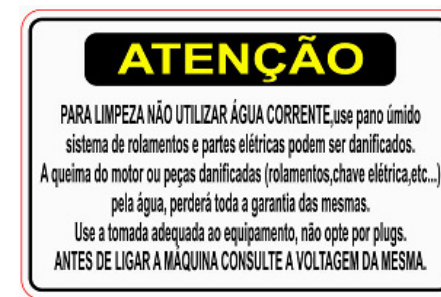 ATENÇÃO
PARA LIMPEZA NÃO UTILIZAR ÁGUA CORRENTE,use pano úmido
sistema de rolamentos e partes elétricas podem ser danificados.
A queima do motor ou peças danificadas (rolamentos,chave elétrica,etc...)
pela água, perderá toda a garantia das mesmas.
Use a tomada adequada ao equipamento, não opte por plugs.
ANTES DE LIGAR A MÁQUINA CONSULTE A VOLTAGEM DA MESMA.